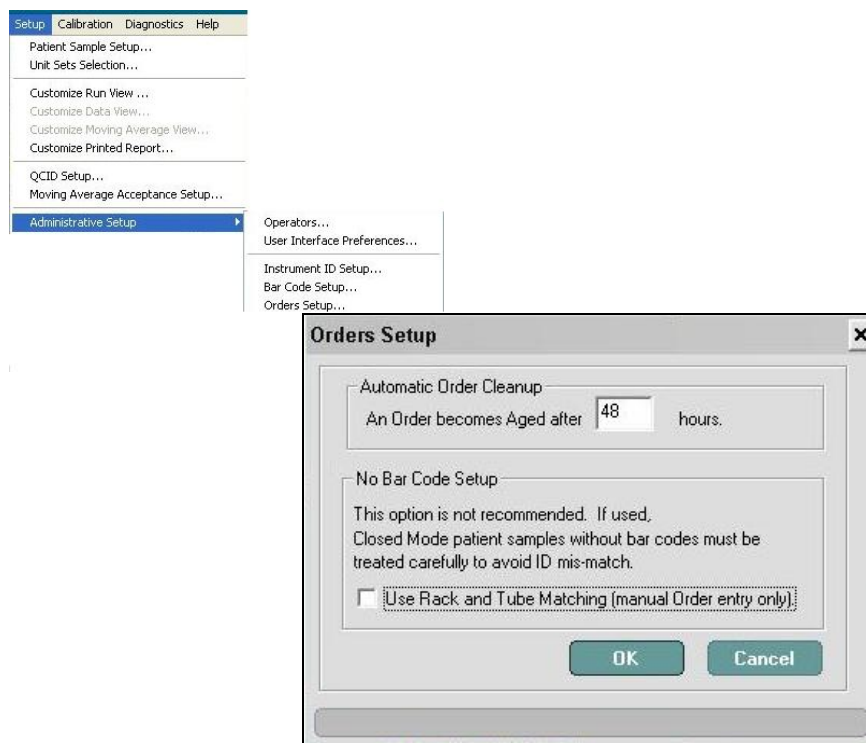 Setup Calibration Diagnostics Help
Patient Sample Setup...
Unit Sets Selection...
Customize Run View ...
Customize Data View...
Customize Moving Average View...
Customize Printed Report...
QCID Setup...
Moving Average Acceptance Setup...
Administrative Setup
Operators...
User Interface Preferences...
Instrument ID Setup...
Bar Code Setup...
Orders Setup...
Orders Setup
Automatic Order Cleanup
An Order becomes Aged after 48 hours.
No Bar Code Setup
This option is not recommended. If used,
Closed Mode patient samples without bar codes must be
treated carefully to avoid ID mis-match.
Use Rack and Tube Matching (manual Order entry only).
OK Cancel